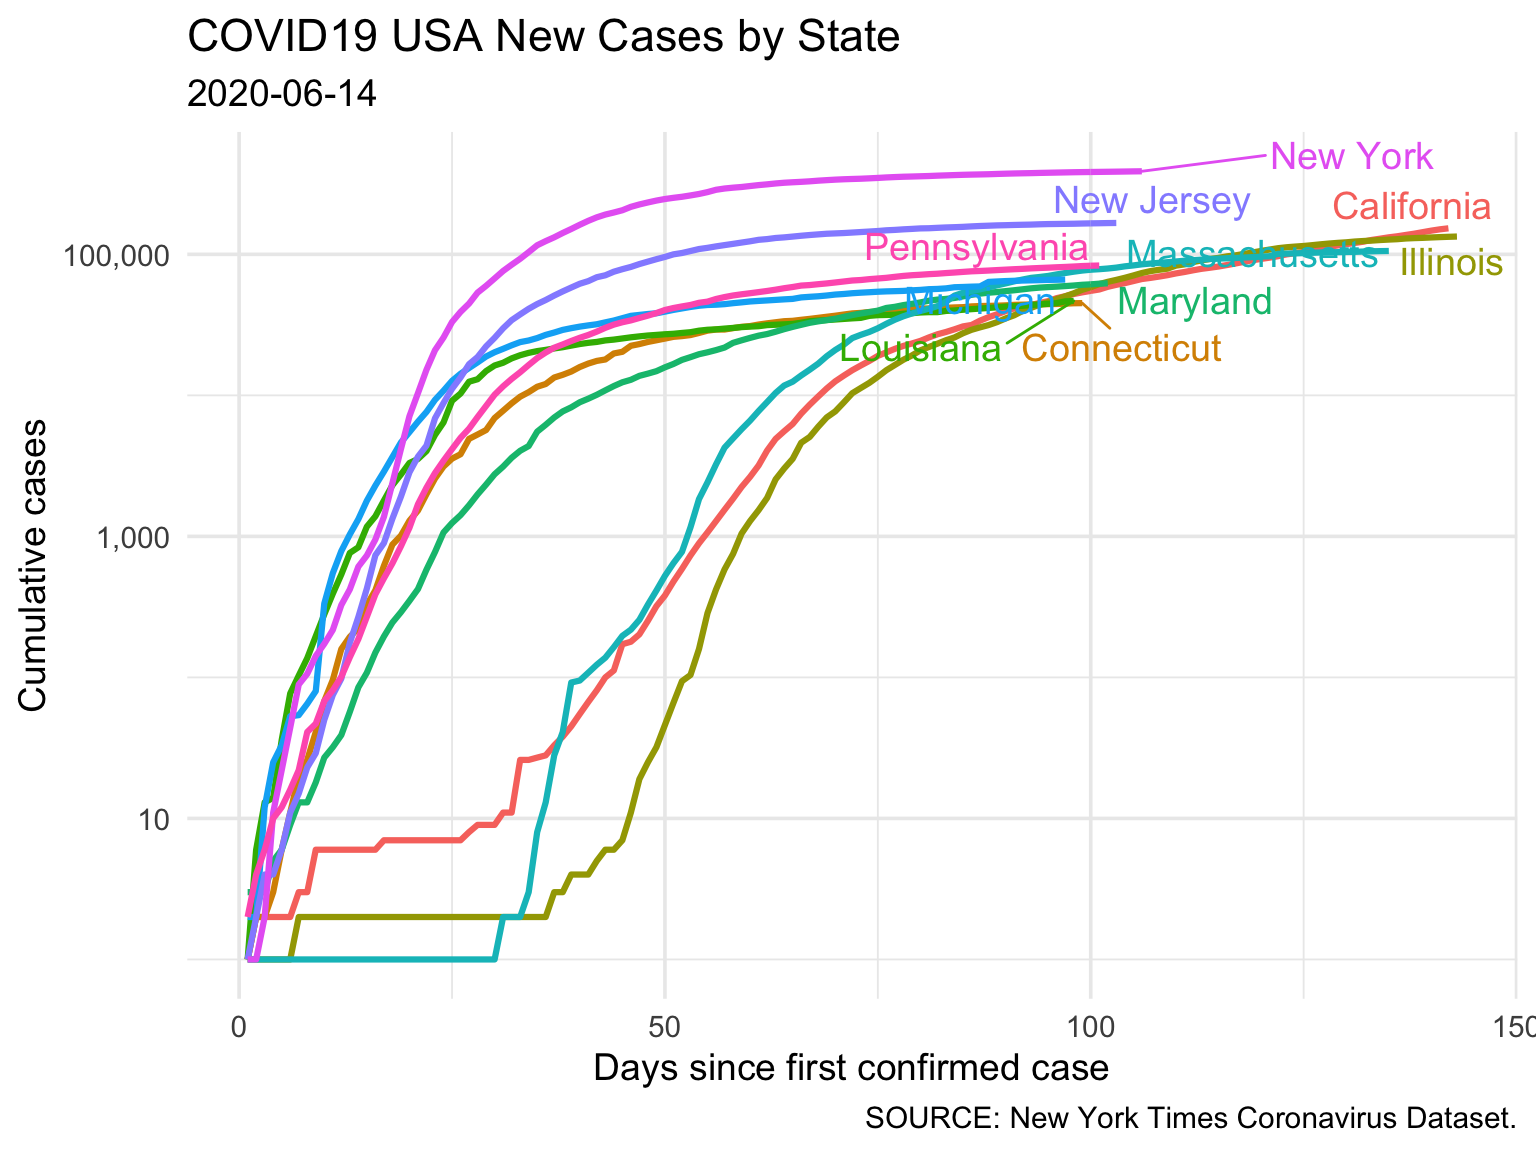 COVID19 USA New Cases by State
2020-06-14
New York
New Jersey
California
Pennsylvania
Massachusetts
Illinois
Michigan
Maryland
Louisiana
Connecticut
100,000
1,000
10
Cumulative cases
0
50
100
150
Days since first confirmed case
SOURCE: New York Times Coronavirus Dataset.